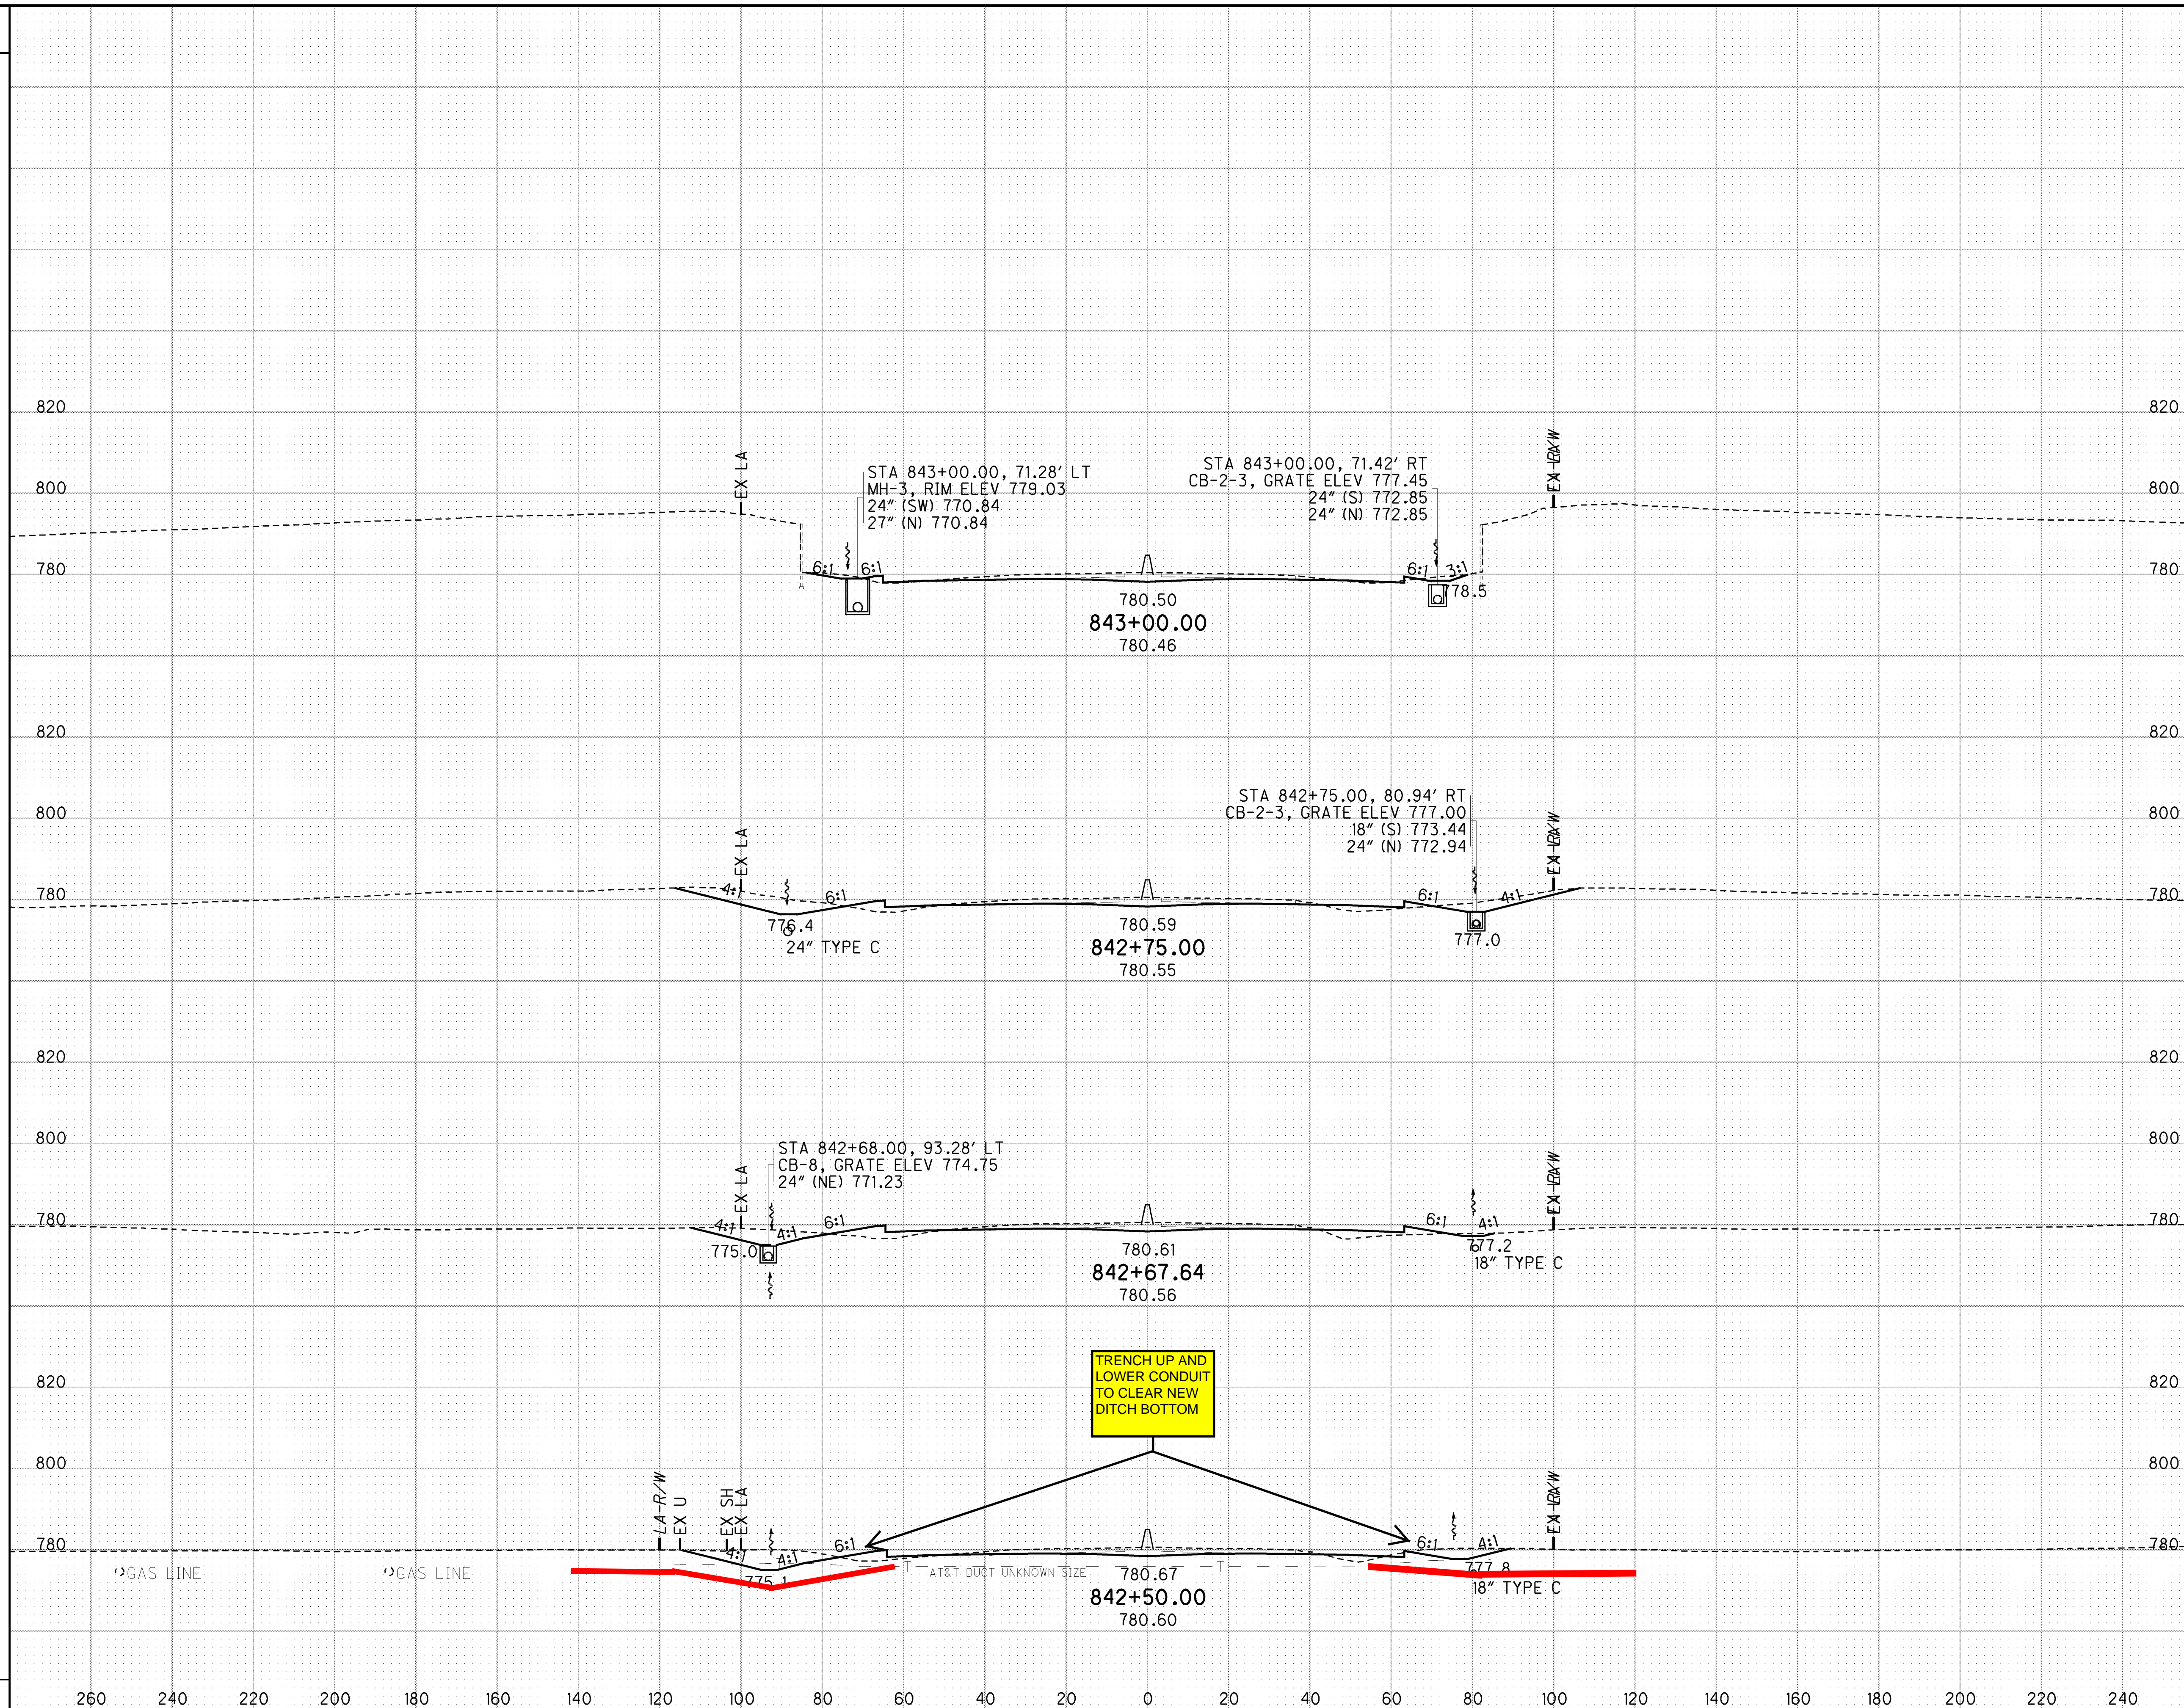 820
820
EX LA
STA 843+00.00, 71.28' LT
MH-3, RIM ELEV 779.03
24" (SW) 770.84
27" (N) 770.84
STA 843+00.00, 71.42' RT
CB-2-3, GRATE ELEV 777.45
24" (S) 772.85
24" (N) 772.85
800
800
780
6:1
6:1
6:1
3:1
780
778.5
780.50
843+00.00
780.46
820
820
STA 842+75.00, 80.94' RT
CB-2-3, GRATE ELEV 777.00
18" (S) 773.44
24" (N) 772.94
800
800
EX LA
780
4:1
6:1
6:1
4:1
780
776.4
24" TYPE C
780.59
842+75.00
780.55
777.0
820
820
800
800
STA 842+68.00, 93.28' LT
CB-8, GRATE ELEV 774.75
24" (NE) 771.23
EX LA
780
4:1
4:1
6:1
6:1
4:1
780
775.0
780.61
842+67.64
780.56
777.2
18" TYPE C
TRENCH UP AND
LOWER CONDUIT
TO CLEAR NEW
DITCH BOTTOM
820
820
800
800
LA-R/W
EX U
EX SH
EX LA
780
4:1
4:1
6:1
6:1
4:1
780
GAS LINE
GAS LINE
775.1
AT&T DUCT UNKNOWN SIZE
780.67
842+50.00
780.60
777.8
18" TYPE C
260 240 220 200 180 160 140 120 100 80 60 40 20 0 20 40 60 80 100 120 140 160 180 200 220 240